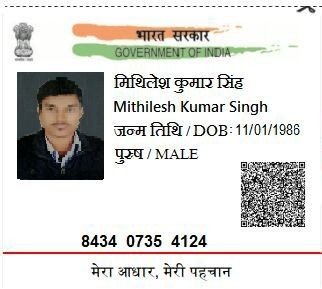 भारत सरकार
GOVERNMENT OF INDIA
मिथिलेश कुमार सिंह
Mithilesh Kumar Singh
जन्म तिथि / DOB: 11/01/1986
पुरुष / MALE
8434 0735 4124
मेरा आधार, मेरी पहचान